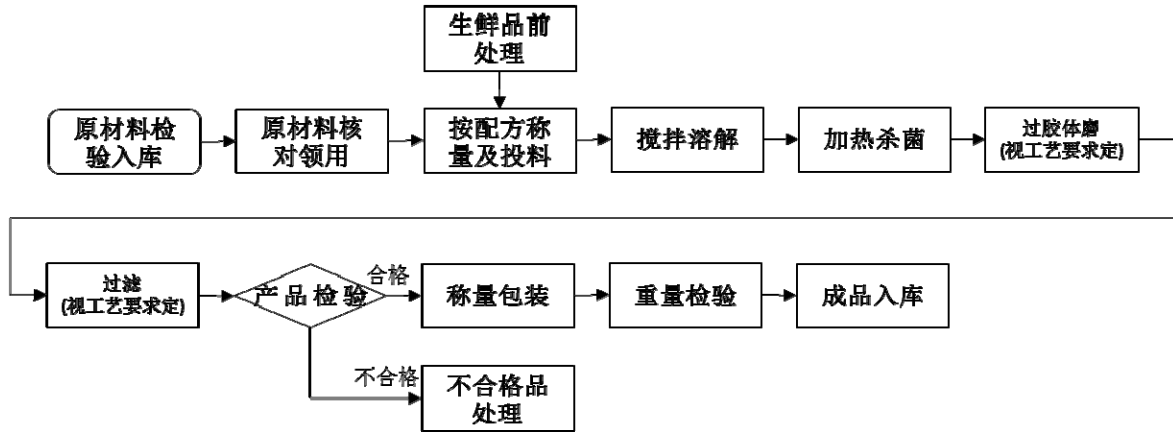 生鲜品前
处理
原材料检
验入库
原材料核
对领用
按配方称
量及投料
搅拌溶解
加热杀菌
过胶体磨
(视工艺要求定)
过滤
(视工艺要求定)
产品检验
合格
称量包装
重量检验
成品入库
不合格
不合格品
处理